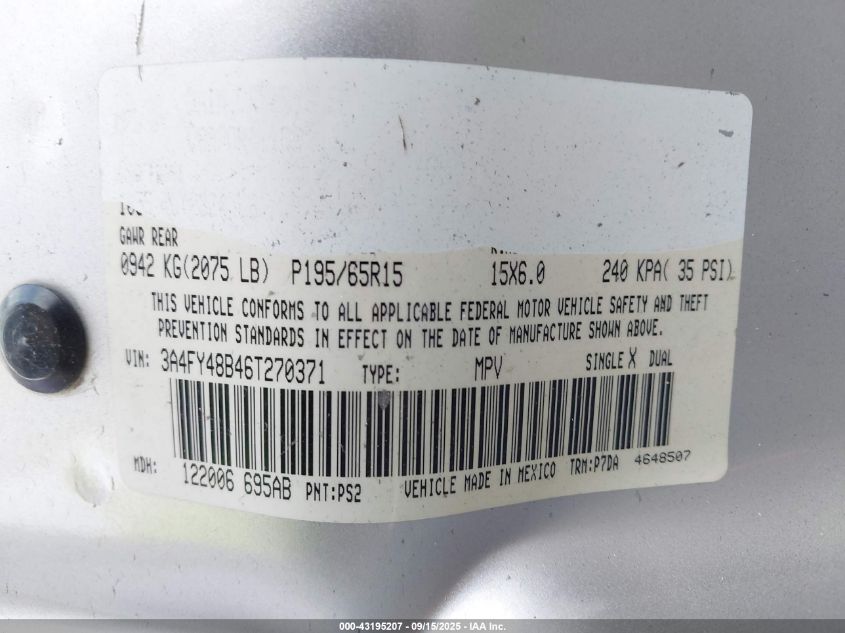 GAWR REAR
0942 KG(2075 LB) P195/65R15 15X6.0 240 KPA( 35 PSI)
THIS VEHICLE CONFORMS TO ALL APPLICABLE FEDERAL MOTOR VEHICLE SAFETY AND THEFT
PREVENTION STANDARDS IN EFFECT ON THE DATE OF MANUFACTURE SHOWN ABOVE.
VIN: 3A4FY48B46T270371 TYPE: MPV SINGLE X DUAL
MDH: 122006 695AB PNT:PS2 VEHICLE MADE IN MEXICO TRM:P7DA 4648507
000-43195207 - 09/15/2025 - IAA Inc.